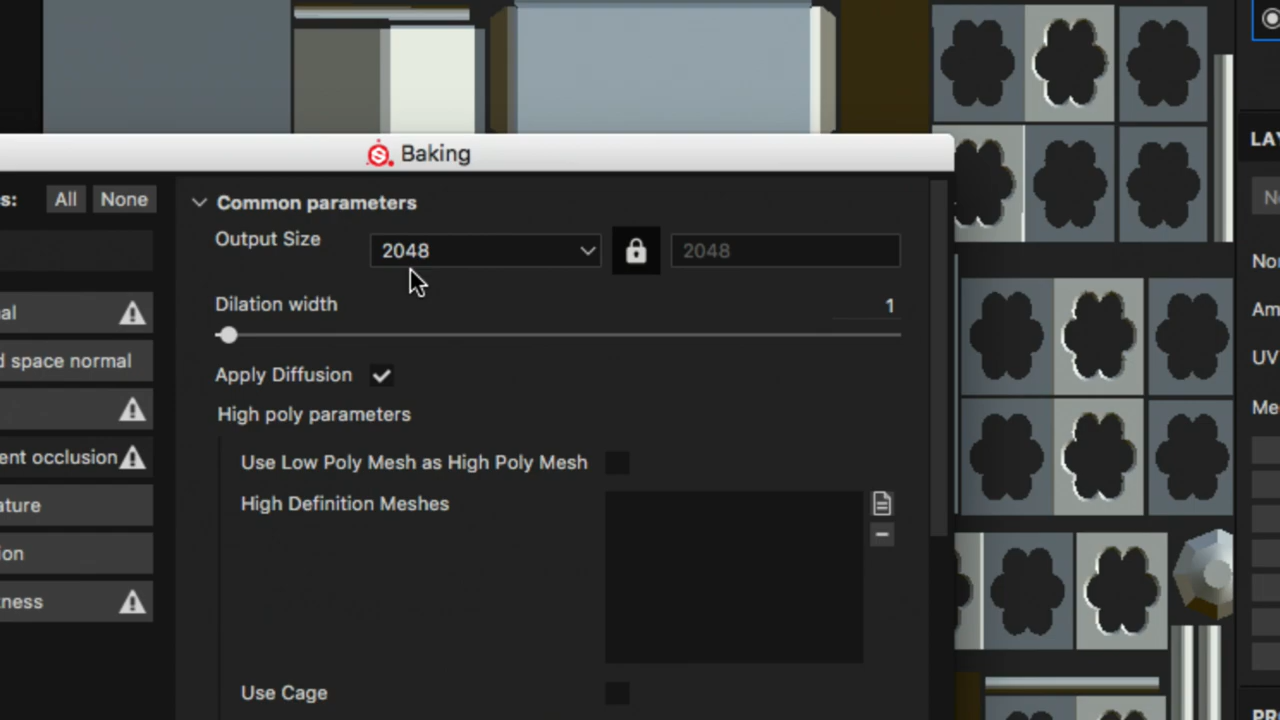 Baking
s: All None
Common parameters
Output Size 2048 2048
Dilation width 1
Apply Diffusion
High poly parameters
Use Low Poly Mesh as High Poly Mesh
High Definition Meshes
Use Cage
al
d space normal
ent occlusion
ature
ion
ness
LAY
No
Nor
Am
UV
Me
PR